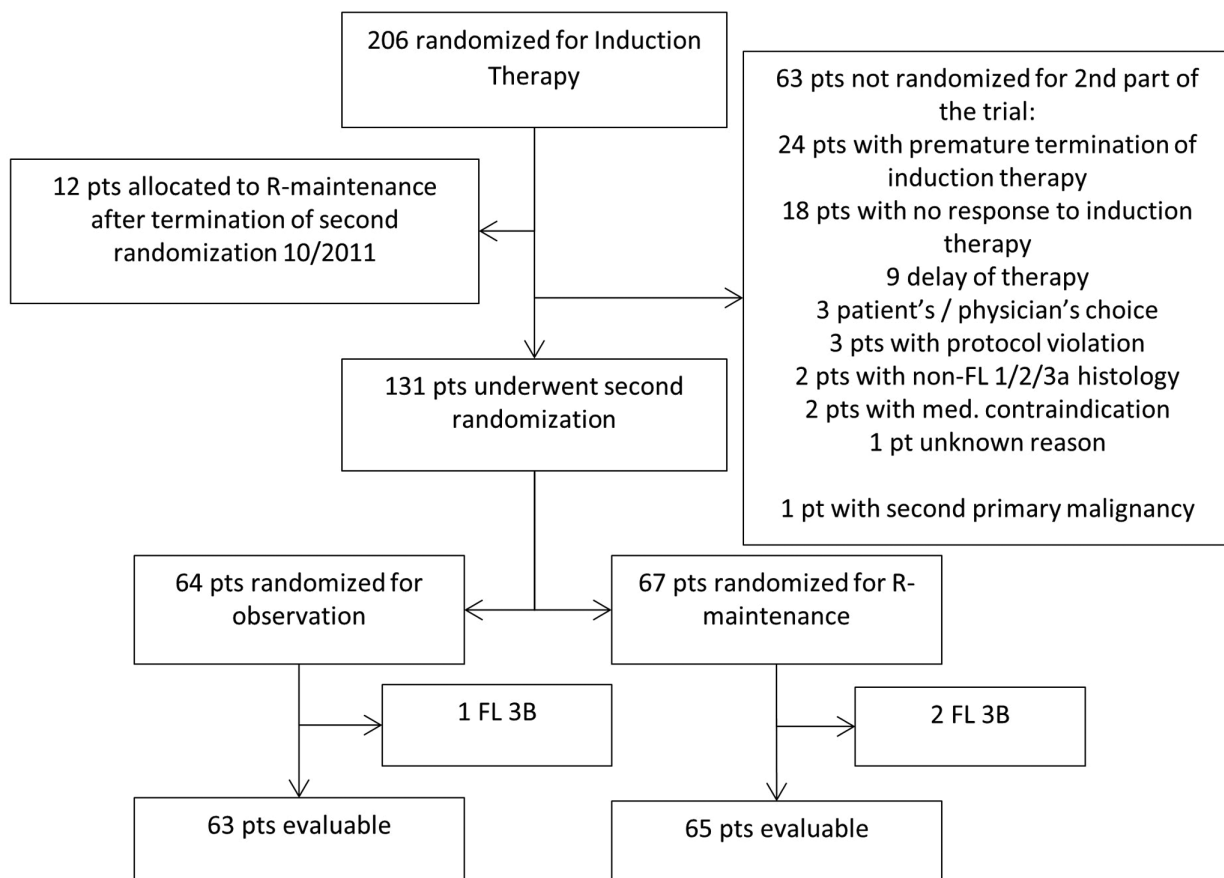 206 randomized for Induction
Therapy
63 pts not randomized for 2nd part of
the trial:
24 pts with premature termination of
induction therapy
18 pts with no response to induction
therapy
9 delay of therapy
3 patient's / physician's choice
3 pts with protocol violation
2 pts with non-FL 1/2/3a histology
2 pts with med. contraindication
1 pt unknown reason
1 pt with second primary malignancy
12 pts allocated to R-maintenance
after termination of second
randomization 10/2011
131 pts underwent second
randomization
64 pts randomized for
observation
67 pts randomized for R-
maintenance
1 FL 3B
2 FL 3B
63 pts evaluable
65 pts evaluable